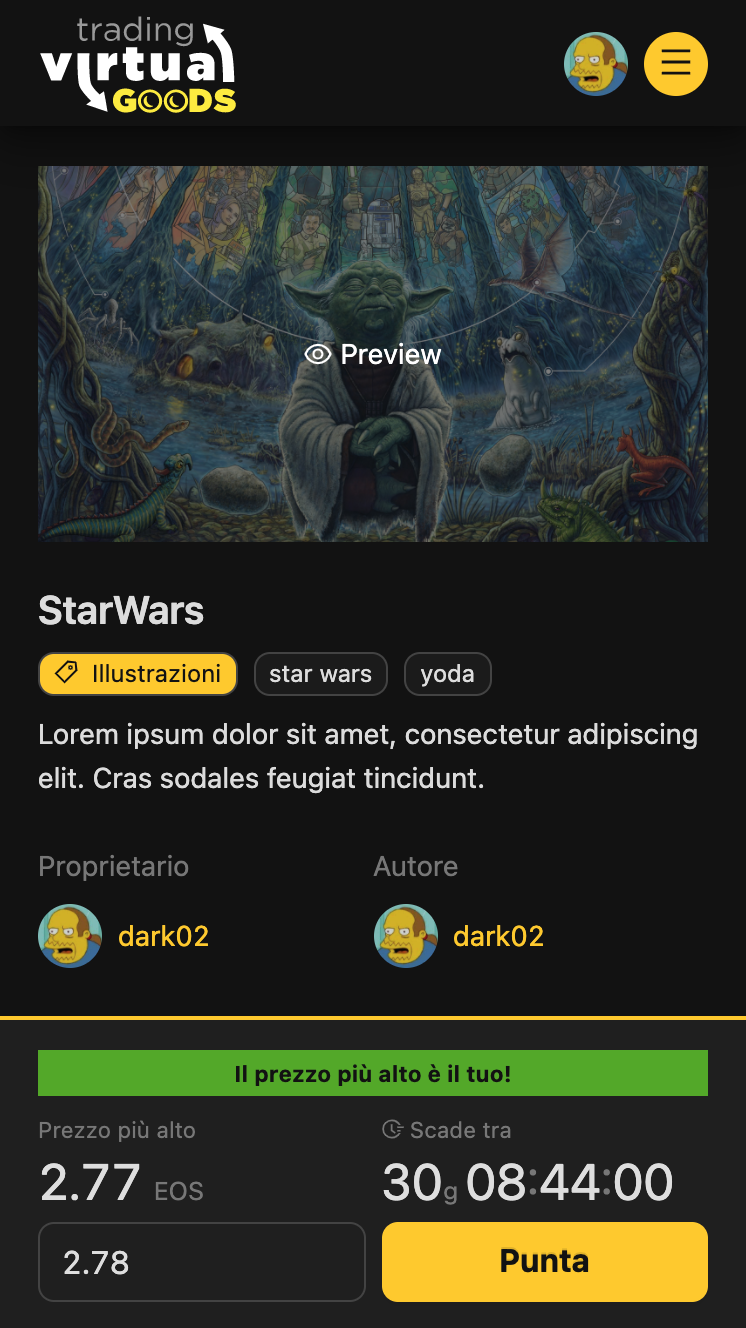 trading
virtual
GOODS
Preview
StarWars
Illustrazioni
star wars
yoda
Lorem ipsum dolor sit amet, consectetur adipiscing
elit. Cras sodales feugiat tincidunt.
Proprietario
Autore
dark02
dark02
Il prezzo più alto è il tuo!
Prezzo più alto
Scade tra
2.77 EOS
30g 08:44:00
2.78
Punta